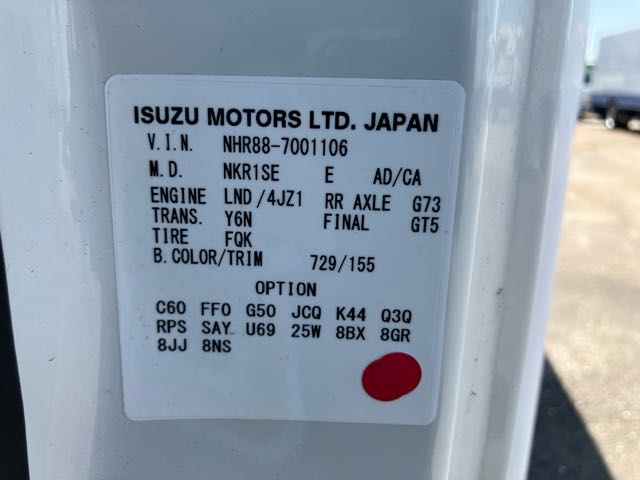 ISUZU MOTORS LTD. JAPAN
V.I.N. NHR88-7001106
M.D. NKR1SE E AD/CA
ENGINE LND/4JZ1 RR AXLE G73
TRANS. Y6N FINAL GT5
TIRE FQK
B.COLOR/TRIM 729/155
OPTION
C60 FF0 G50 JCQ K44 Q3Q
RPS SAY U69 25W 8BX 8GR
8JJ 8NS